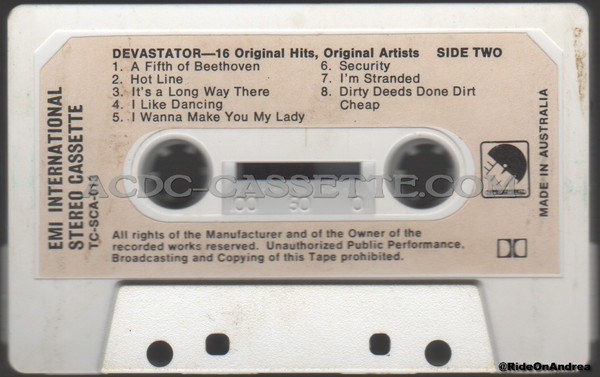 DEVASTATOR—16 Original Hits, Original Artists SIDE TWO
1. A Fifth of Beethoven
2. Hot Line
3. It's a Long Way There
4. I Like Dancing
5. I Wanna Make You My Lady
6. Security
7. I'm Stranded
8. Dirty Deeds Done Dirt
Cheap
EMI INTERNATIONAL
STEREO CASSETTE
TC-SCA-013
EMI
MADE IN AUSTRALIA
ACDC-CASSETTE.COM
100 50 0
All rights of the Manufacturer and of the Owner of the
recorded works reserved. Unauthorized Public Performance,
Broadcasting and Copying of this Tape prohibited.
@RideOnAndrea